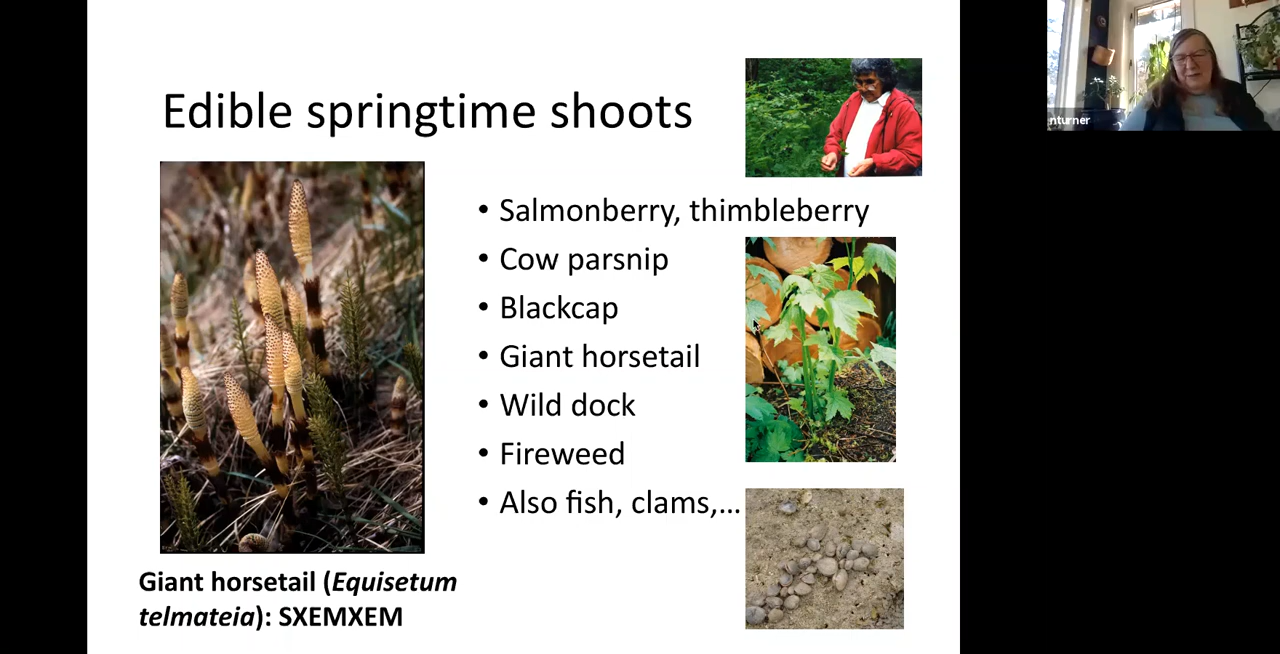 Edible springtime shoots
• Salmonberry, thimbleberry
• Cow parsnip
• Blackcap
• Giant horsetail
• Wild dock
• Fireweed
• Also fish, clams,...
Giant horsetail (Equisetum
telmateia): SXEMXEM
nturner